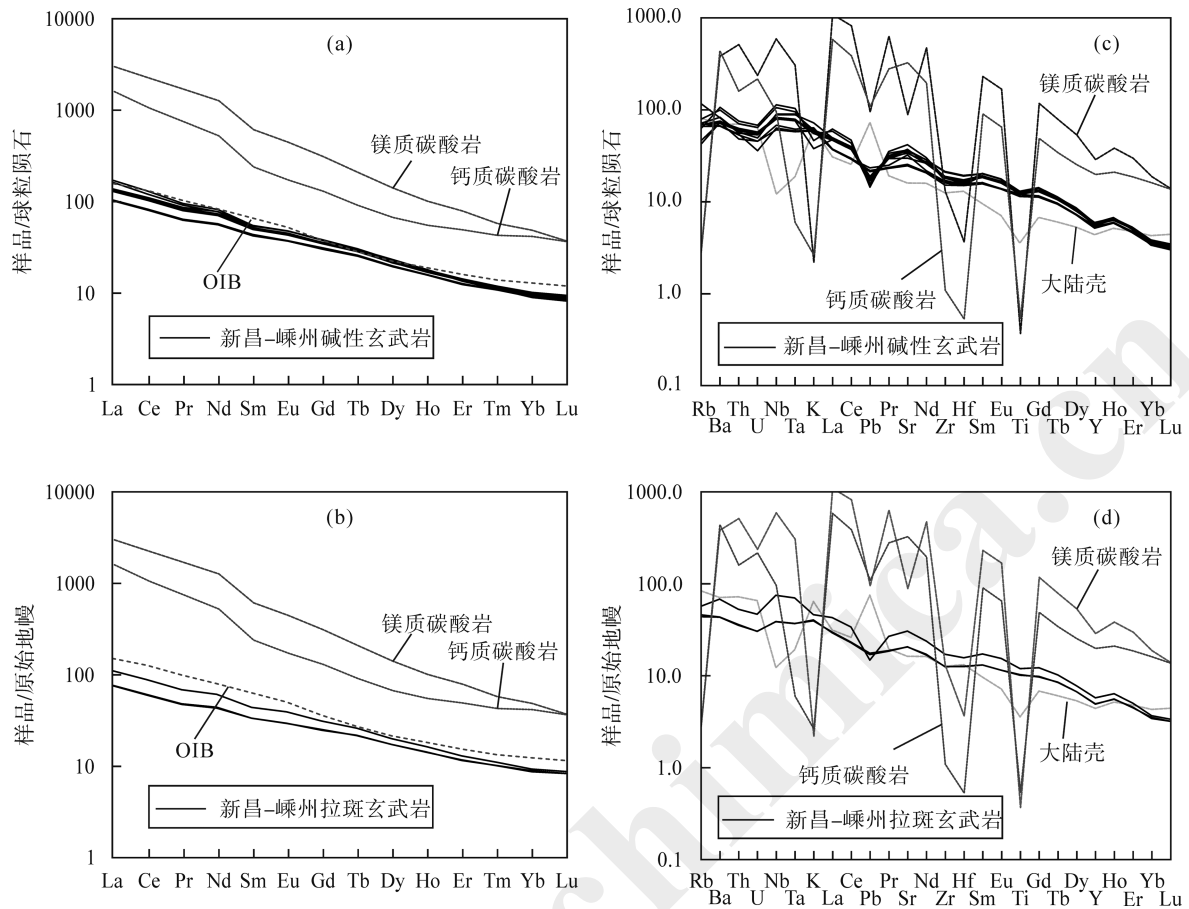 10000
1000
100
10
1
样品/球粒陨石
(a)
镁质碳酸岩
钙质碳酸岩
OIB
新昌–嵊州碱性玄武岩
La Ce Pr Nd Sm Eu Gd Tb Dy Ho Er Tm Yb Lu
1000.0
100.0
10.0
1.0
0.1
样品/球粒陨石
(c)
镁质碳酸岩
钙质碳酸岩
大陆壳
新昌–嵊州碱性玄武岩
Rb Th Nb K Ce Pr Nd Hf Eu Gd Dy Ho Yb
Ba U Ta La Pb Sr Zr Sm Ti Tb Y Er Lu
10000
1000
100
10
1
样品/原始地幔
(b)
镁质碳酸岩
钙质碳酸岩
OIB
新昌–嵊州拉斑玄武岩
La Ce Pr Nd Sm Eu Gd Tb Dy Ho Er Tm Yb Lu
1000.0
100.0
10.0
1.0
0.1
样品/原始地幔
(d)
镁质碳酸岩
钙质碳酸岩
大陆壳
新昌–嵊州拉斑玄武岩
Rb Th Nb K Ce Pr Nd Hf Eu Gd Dy Ho Yb
Ba U Ta La Pb Sr Zr Sm Ti Tb Y Er Lu